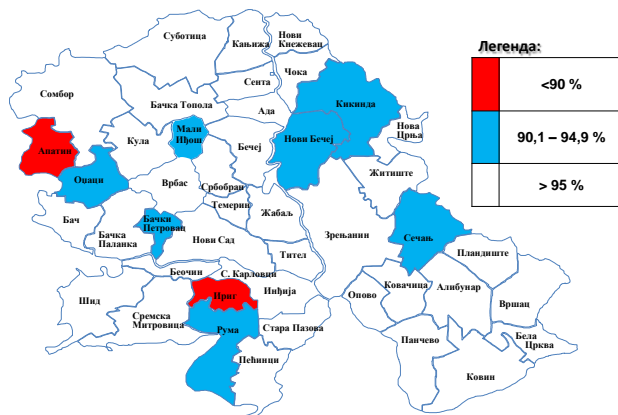 Суботица
Кањижа
Нови
Кнежевац
Чока
Сента
Сомбор
Бачка Топола
Ада
Кикинда
Апатин
Кула
Мали
Иђош
Бечеј
Нови Бечеј
Нова
Црња
Оџаци
Врбас
Србобран
Житиште
Темерин
Бач
Бачка
Паланка
Бачки
Петровац
Нови Сад
Жабаљ
Зрењанин
Сечањ
Тител
Пландиште
Беочин
С. Карловци
Шид
Ириг
Инђија
Опово
Ковачица
Алибунар
Вршац
Сремска
Митровица
Рума
Стара Пазова
Панчево
Бела
Црква
Пећинци
Ковин
Легенда:
<90 %
90,1 – 94,9 %
> 95 %